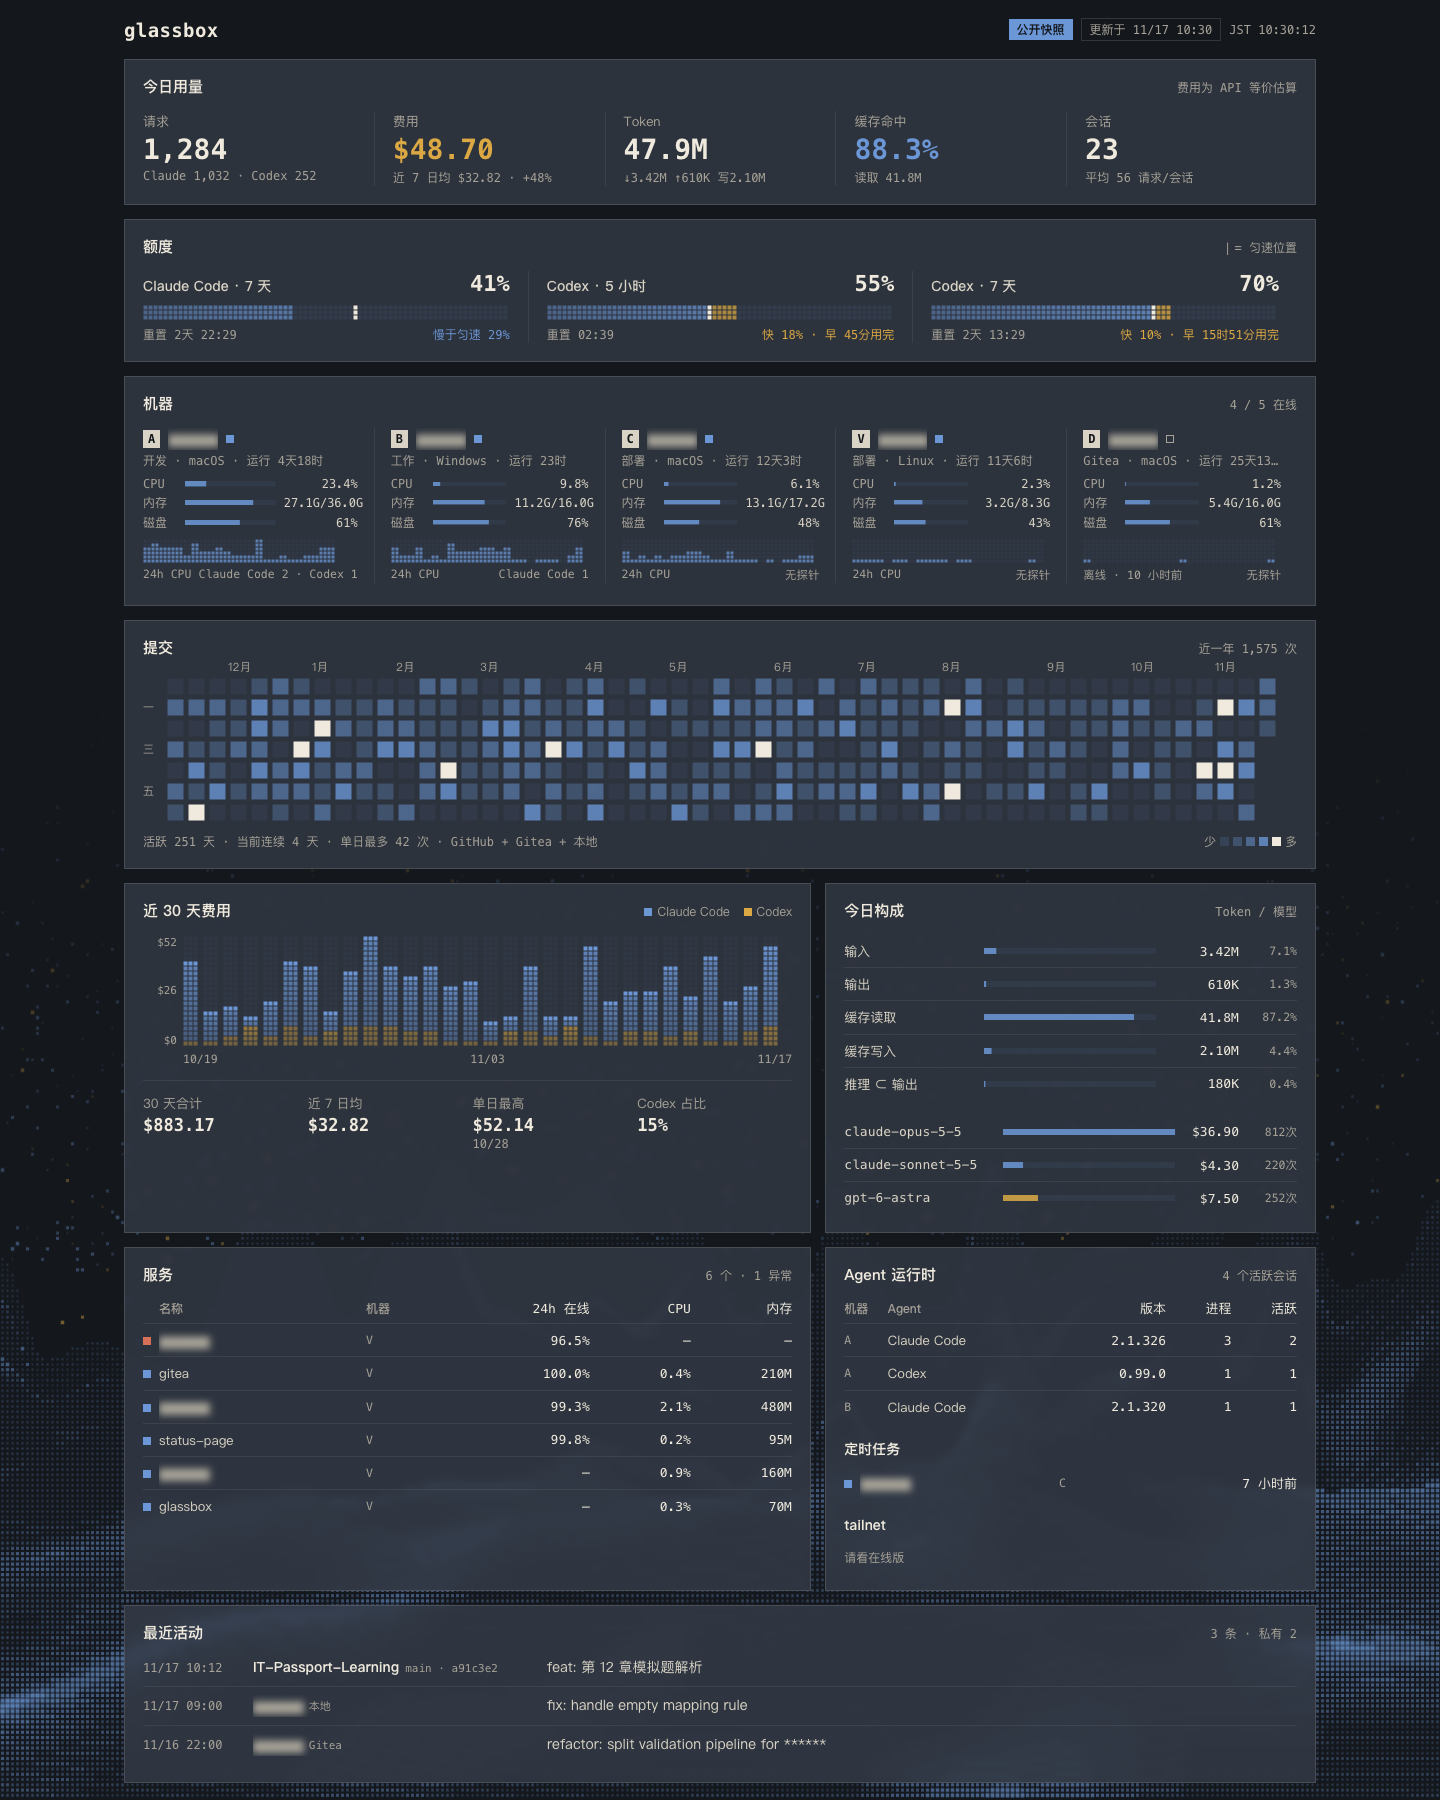 glassbox
公开快照 更新于 11/17 10:30 JST 10:30:12
今日用量 费用为 API 等价估算
请求 费用 Token 缓存命中 会话
1,284 $48.70 47.9M 88.3% 23
Claude 1,032 · Codex 252 近 7 日均 $32.82 · +48% ↓3.42M ↑610K 写2.10M 读取 41.8M 平均 56 请求/会话
额度 | = 匀速位置
Claude Code · 7 天 41% Codex · 5 小时 55% Codex · 7 天 70%
重置 2天 22:29 慢于匀速 29% 重置 02:39 快 18% · 早 45分用完 重置 2天 13:29 快 10% · 早 15时51分用完
机器 4 / 5 在线
A B C V D
开发 · macOS · 运行 4天18时 工作 · Windows · 运行 23时 部署 · macOS · 运行 12天3时 部署 · Linux · 运行 11天6时 Gitea · macOS · 运行 25天13…
CPU 23.4% CPU 9.8% CPU 6.1% CPU 2.3% CPU 1.2%
内存 27.1G/36.0G 内存 11.2G/16.0G 内存 13.1G/17.2G 内存 3.2G/8.3G 内存 5.4G/16.0G
磁盘 61% 磁盘 76% 磁盘 48% 磁盘 43% 磁盘 61%
24h CPU Claude Code 2 · Codex 1 24h CPU Claude Code 1 24h CPU 无探针 24h CPU 无探针 离线 · 10 小时前 无探针
提交 近一年 1,575 次
12月 1月 2月 3月 4月 5月 6月 7月 8月 9月 10月 11月
一
三
五
活跃 251 天 · 当前连续 4 天 · 单日最多 42 次 · GitHub + Gitea + 本地 少 多
近 30 天费用 Claude Code Codex
$52
$26
$0
10/19 11/03 11/17
30 天合计 近 7 日均 单日最高 Codex 占比
$883.17 $32.82 $52.14 15%
10/28
今日构成 Token / 模型
输入 3.42M 7.1%
输出 610K 1.3%
缓存读取 41.8M 87.2%
缓存写入 2.10M 4.4%
推理 ⊂ 输出 180K 0.4%
claude-opus-5-5 $36.90 812次
claude-sonnet-5-5 $4.30 220次
gpt-6-astra $7.50 252次
服务 6 个 · 1 异常
名称 机器 24h 在线 CPU 内存
V 96.5% — —
gitea V 100.0% 0.4% 210M
V 99.3% 2.1% 480M
status-page V 99.8% 0.2% 95M
V — 0.9% 160M
glassbox V — 0.3% 70M
Agent 运行时 4 个活跃会话
机器 Agent 版本 进程 活跃
A Claude Code 2.1.326 3 2
A Codex 0.99.0 1 1
B Claude Code 2.1.320 1 1
定时任务
C 7 小时前
tailnet
请看在线版
最近活动 3 条 · 私有 2
11/17 10:12 IT-Passport-Learning main · a91c3e2 feat: 第 12 章模拟题解析
11/17 09:00 本地 fix: handle empty mapping rule
11/16 22:00 Gitea refactor: split validation pipeline for ******